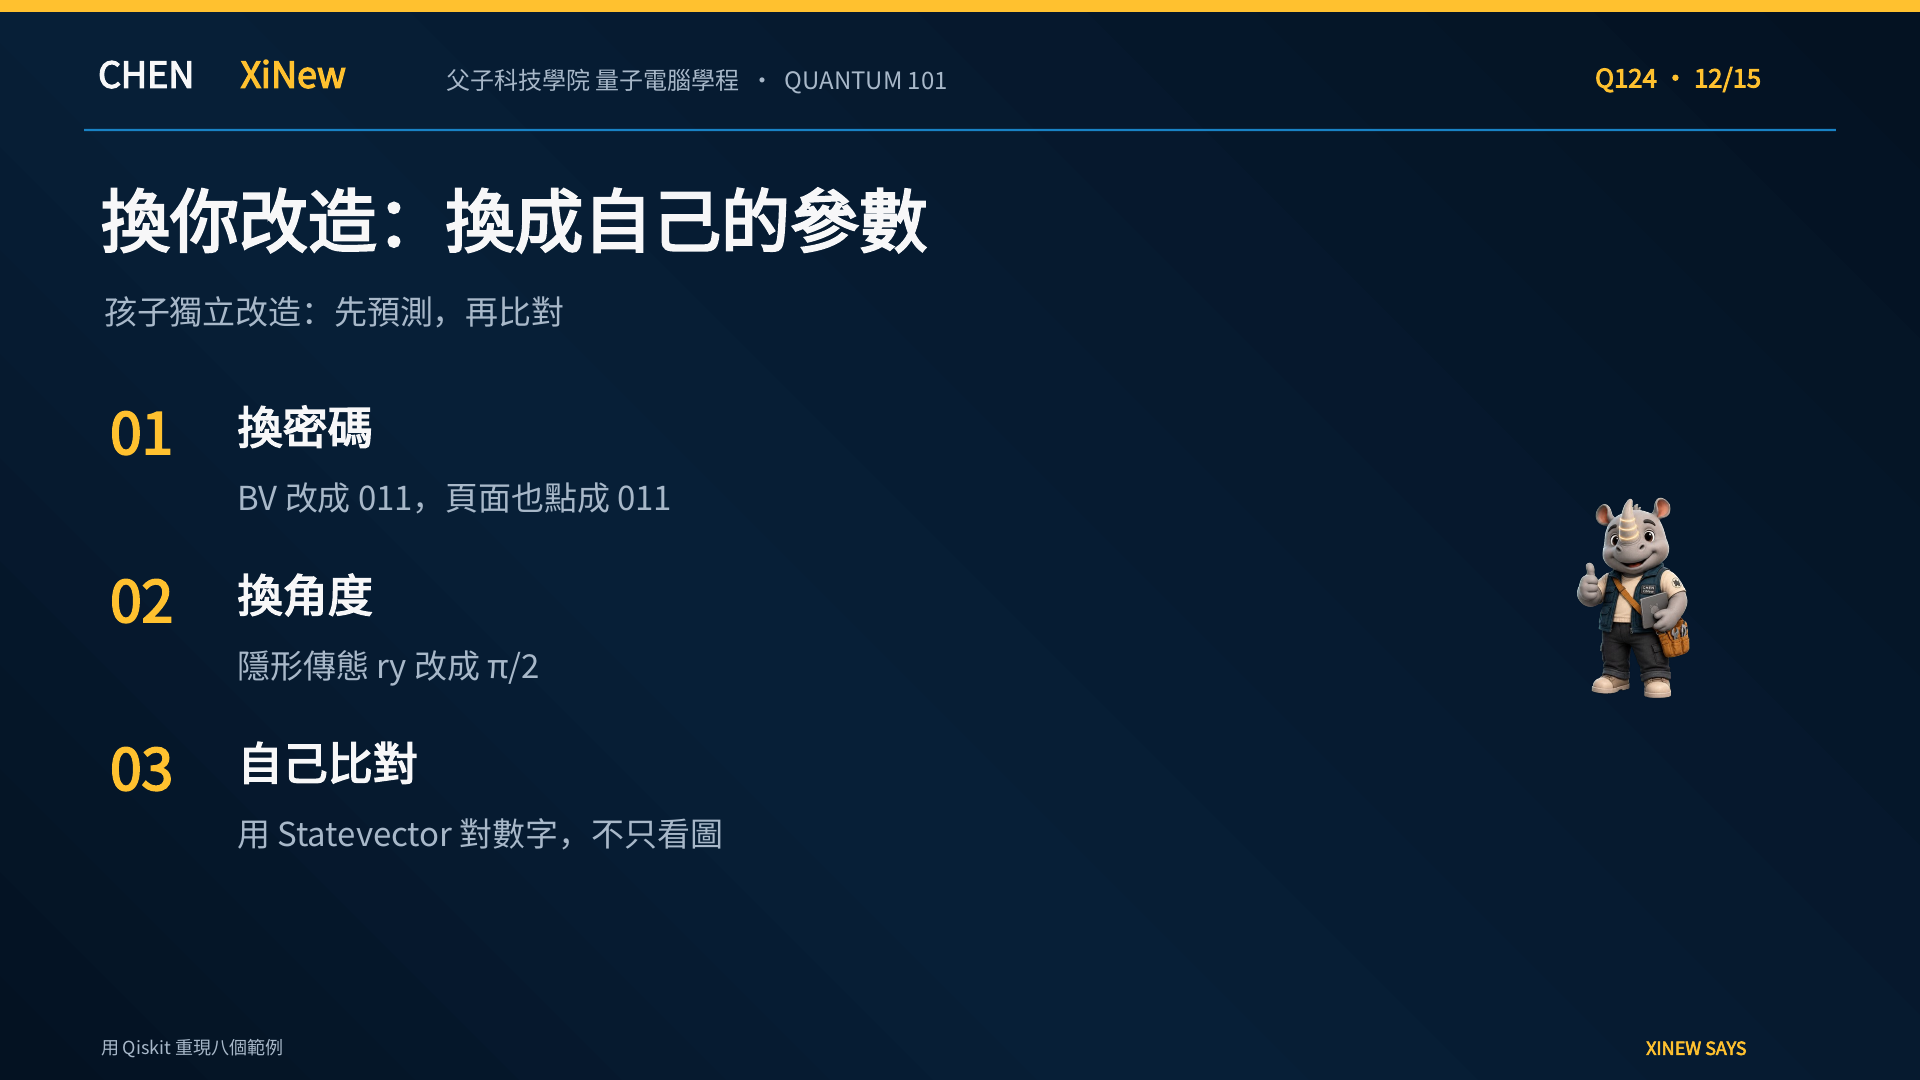 CHEN XiNew 父子科技學院 量子電腦學程 · QUANTUM 101 Q124 · 12/15
換你改造：換成自己的參數
孩子獨立改造：先預測，再比對
01 換密碼
BV 改成 011，頁面也點成 011
02 換角度
隱形傳態 ry 改成 π/2
03 自己比對
用 Statevector 對數字，不只看圖
用 Qiskit 重現八個範例 XINEW SAYS